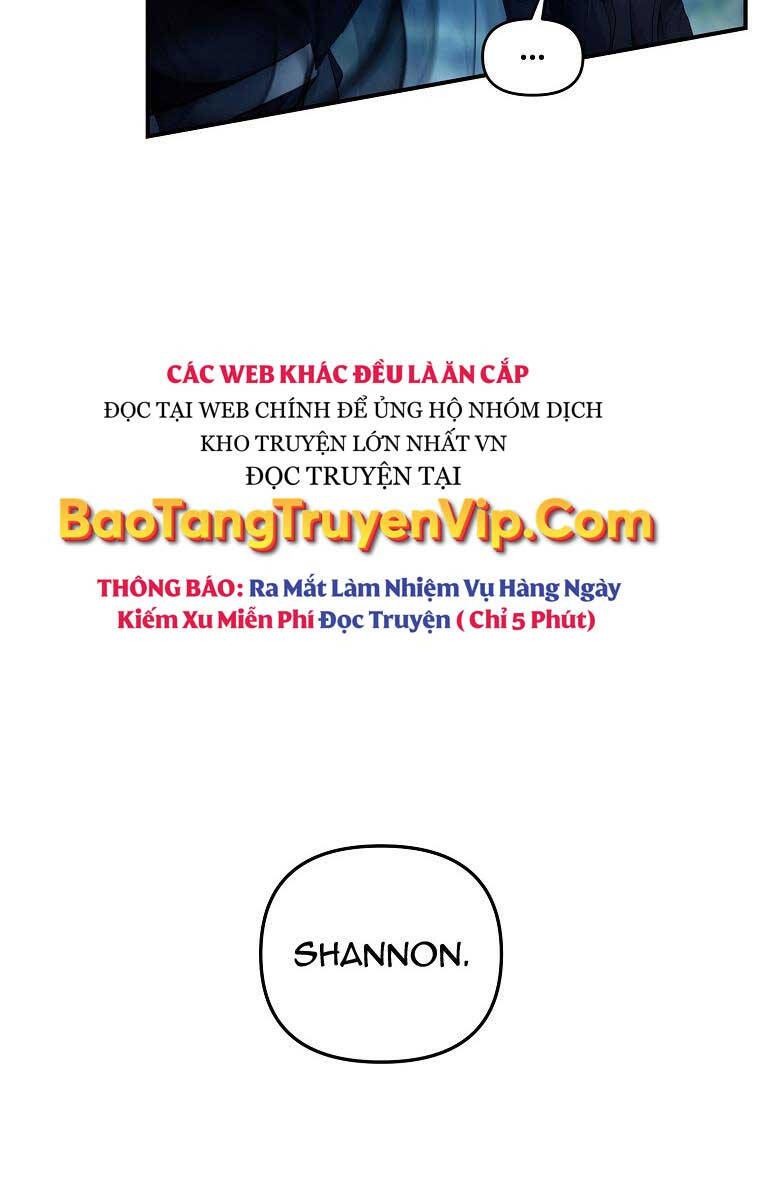 ...
CÁC WEB KHÁC ĐỀU LÀ ĂN CẮP
ĐỌC TẠI WEB CHÍNH ĐỂ ỦNG HỘ NHÓM DỊCH
KHO TRUYỆN LỚN NHẤT VN
ĐỌC TRUYỆN TẠI
BaoTangTruyenVip.Com
THÔNG BÁO: Ra Mắt Làm Nhiệm Vụ Hàng Ngày
Kiếm Xu Miễn Phí Đọc Truyện ( Chỉ 5 Phút)
SHANNON.